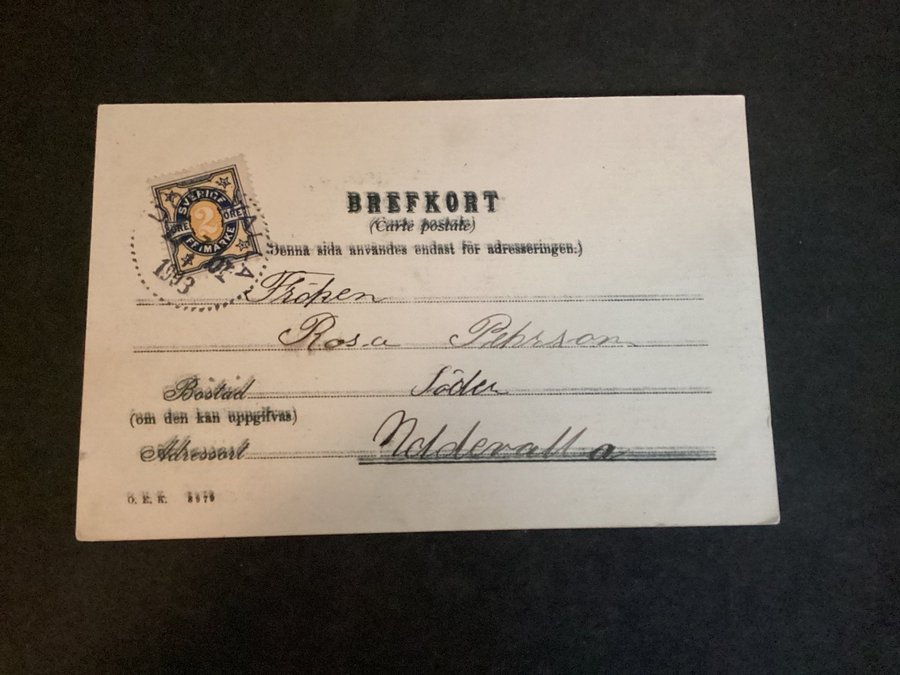 SVERIGE
2
ÖRE ÖRE
FRIMÄRKE
1903
BREFKORT
(Carte postale)
(Denna sida användes endast för adresseringen.)
Fröken
Rosa Pehrson
Bostad Söder
(om den kan uppgifvas)
Adressort Uddevalla
O. E. K.